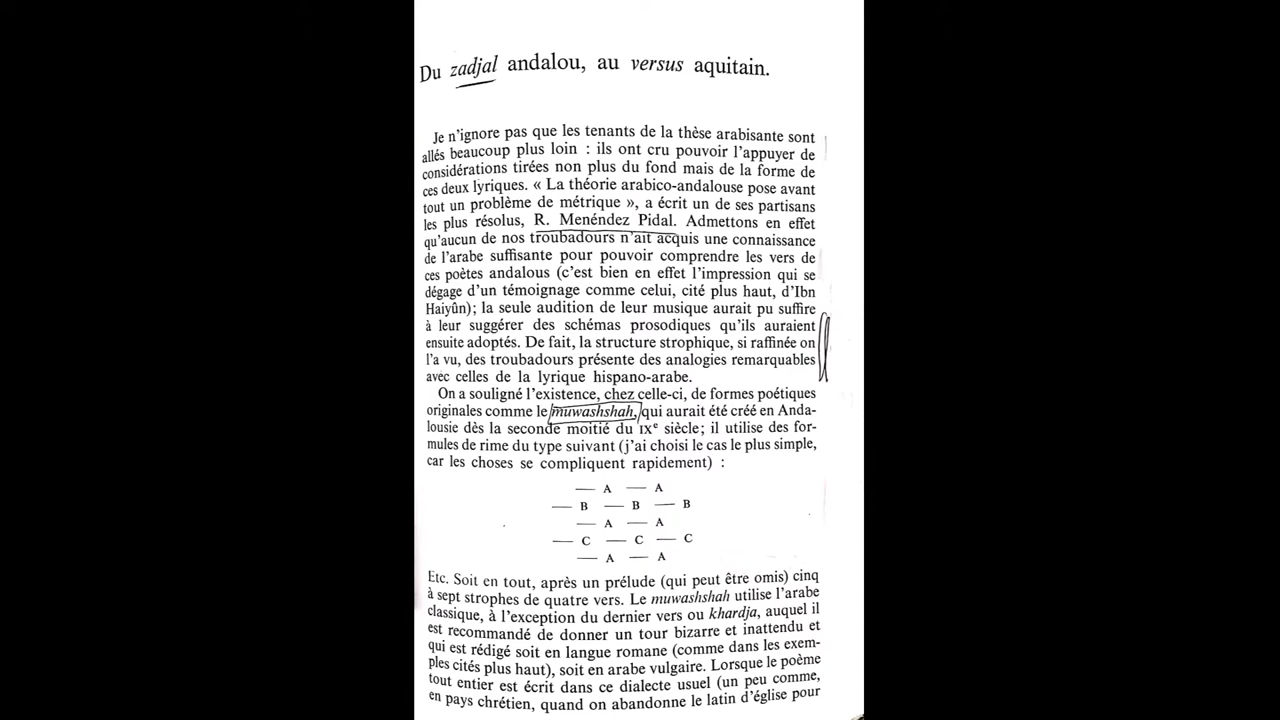 Du zadjal andalou, au versus aquitain.
Je n'ignore pas que les tenants de la thèse arabisante sont
allés beaucoup plus loin : ils ont cru pouvoir l'appuyer de
considérations tirées non plus du fond mais de la forme de
ces deux lyriques. « La théorie arabico-andalouse pose avant
tout un problème de métrique », a écrit un de ses partisans
les plus résolus, R. Menéndez Pidal. Admettons en effet
qu'aucun de nos troubadours n'ait acquis une connaissance
de l'arabe suffisante pour pouvoir comprendre les vers de
ces poètes andalous (c'est bien en effet l'impression qui se
dégage d'un témoignage comme celui, cité plus haut, d'Ibn
Haiyûn); la seule audition de leur musique aurait pu suffire
à leur suggérer des schémas prosodiques qu'ils auraient
ensuite adoptés. De fait, la structure strophique, si raffinée on
l'a vu, des troubadours présente des analogies remarquables
avec celles de la lyrique hispano-arabe.
On a souligné l'existence, chez celle-ci, de formes poétiques
originales comme le muwashshah, qui aurait été créé en Anda-
lousie dès la seconde moitié du IXe siècle; il utilise des for-
mules de rime du type suivant (j'ai choisi le cas le plus simple,
car les choses se compliquent rapidement) :
— A — A
— B — B — B
— A — A
— C — C — C
— A — A
Etc. Soit en tout, après un prélude (qui peut être omis) cinq
à sept strophes de quatre vers. Le muwashshah utilise l'arabe
classique, à l'exception du dernier vers ou khardja, auquel il
est recommandé de donner un tour bizarre et inattendu et
qui est rédigé soit en langue romane (comme dans les exem-
ples cités plus haut), soit en arabe vulgaire. Lorsque le poème
tout entier est écrit dans ce dialecte usuel (un peu comme,
en pays chrétien, quand on abandonne le latin d'église pour